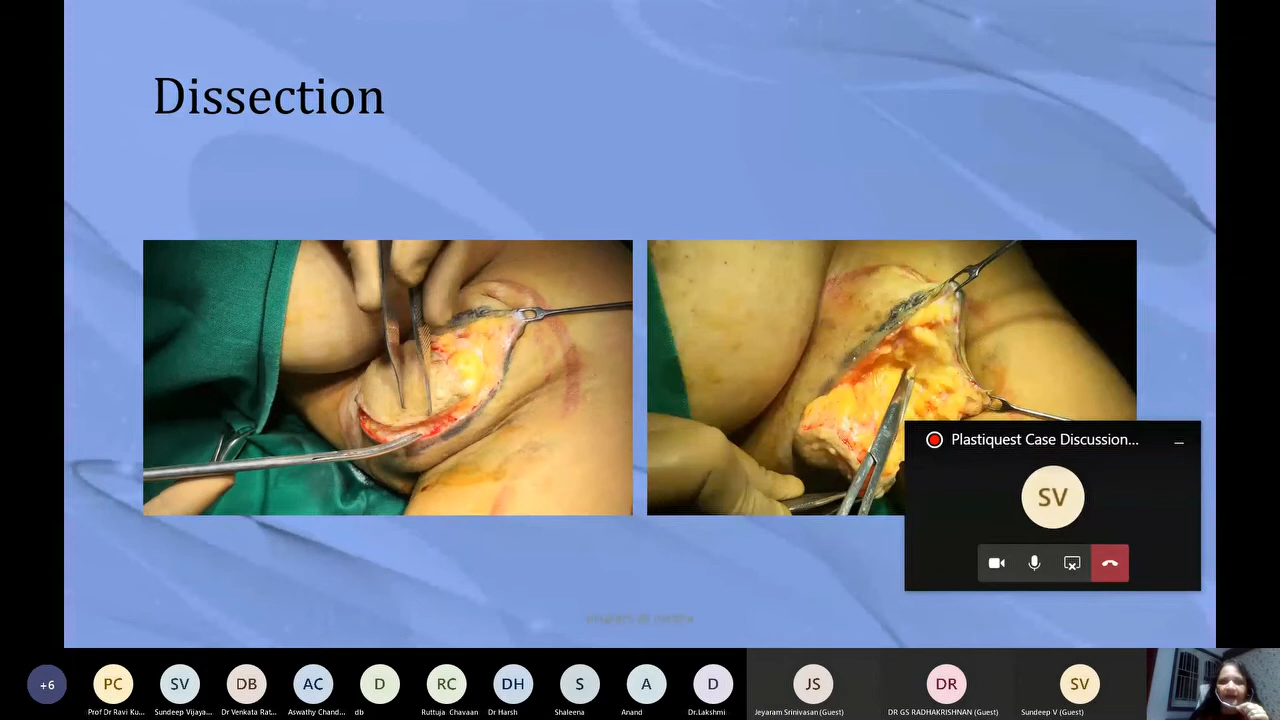 Dissection
Plastiquest Case Discussion...
SV
+6
PC
SV
DB
AC
D
RC
DH
S
A
D
JS
DR
SV
Prof Dr Ravi Ku...
Sundeep Vijaya...
Dr Venkata Rat...
Aswathy Chand...
db
Ruttuja Chavaan
Dr Harsh
Shaleena
Anand
Dr.Lakshmi
Jeyaram Srinivasan (Guest)
DR GS RADHAKRISHNAN (Guest)
Sundeep V (Guest)